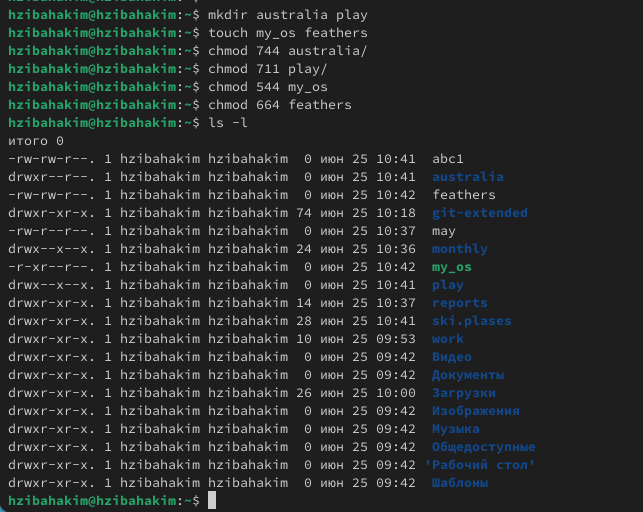 hzibahakim@hzibahakim:~$ mkdir australia play
hzibahakim@hzibahakim:~$ touch my_os feathers
hzibahakim@hzibahakim:~$ chmod 744 australia/
hzibahakim@hzibahakim:~$ chmod 711 play/
hzibahakim@hzibahakim:~$ chmod 544 my_os
hzibahakim@hzibahakim:~$ chmod 664 feathers
hzibahakim@hzibahakim:~$ ls -l
итого 0
-rw-rw-r--. 1 hzibahakim hzibahakim  0 июн 25 10:41  abc1
drwxr--r--. 1 hzibahakim hzibahakim  0 июн 25 10:41  australia
-rw-rw-r--. 1 hzibahakim hzibahakim  0 июн 25 10:42  feathers
drwxr-xr-x. 1 hzibahakim hzibahakim 74 июн 25 10:18  git-extended
-rw-r--r--. 1 hzibahakim hzibahakim  0 июн 25 10:37  may
drwx--x--x. 1 hzibahakim hzibahakim 24 июн 25 10:36  monthly
-r-xr--r--. 1 hzibahakim hzibahakim  0 июн 25 10:42  my_os
drwx--x--x. 1 hzibahakim hzibahakim  0 июн 25 10:41  play
drwxr-xr-x. 1 hzibahakim hzibahakim 14 июн 25 10:37  reports
drwxr-xr-x. 1 hzibahakim hzibahakim 28 июн 25 10:41  ski.plases
drwxr-xr-x. 1 hzibahakim hzibahakim 10 июн 25 09:53  work
drwxr-xr-x. 1 hzibahakim hzibahakim  0 июн 25 09:42  Видео
drwxr-xr-x. 1 hzibahakim hzibahakim  0 июн 25 09:42  Документы
drwxr-xr-x. 1 hzibahakim hzibahakim 26 июн 25 10:00  Загрузки
drwxr-xr-x. 1 hzibahakim hzibahakim  0 июн 25 09:42  Изображения
drwxr-xr-x. 1 hzibahakim hzibahakim  0 июн 25 09:42  Музыка
drwxr-xr-x. 1 hzibahakim hzibahakim  0 июн 25 09:42  Общедоступные
drwxr-xr-x. 1 hzibahakim hzibahakim  0 июн 25 09:42 'Рабочий стол'
drwxr-xr-x. 1 hzibahakim hzibahakim  0 июн 25 09:42  Шаблоны
hzibahakim@hzibahakim:~$